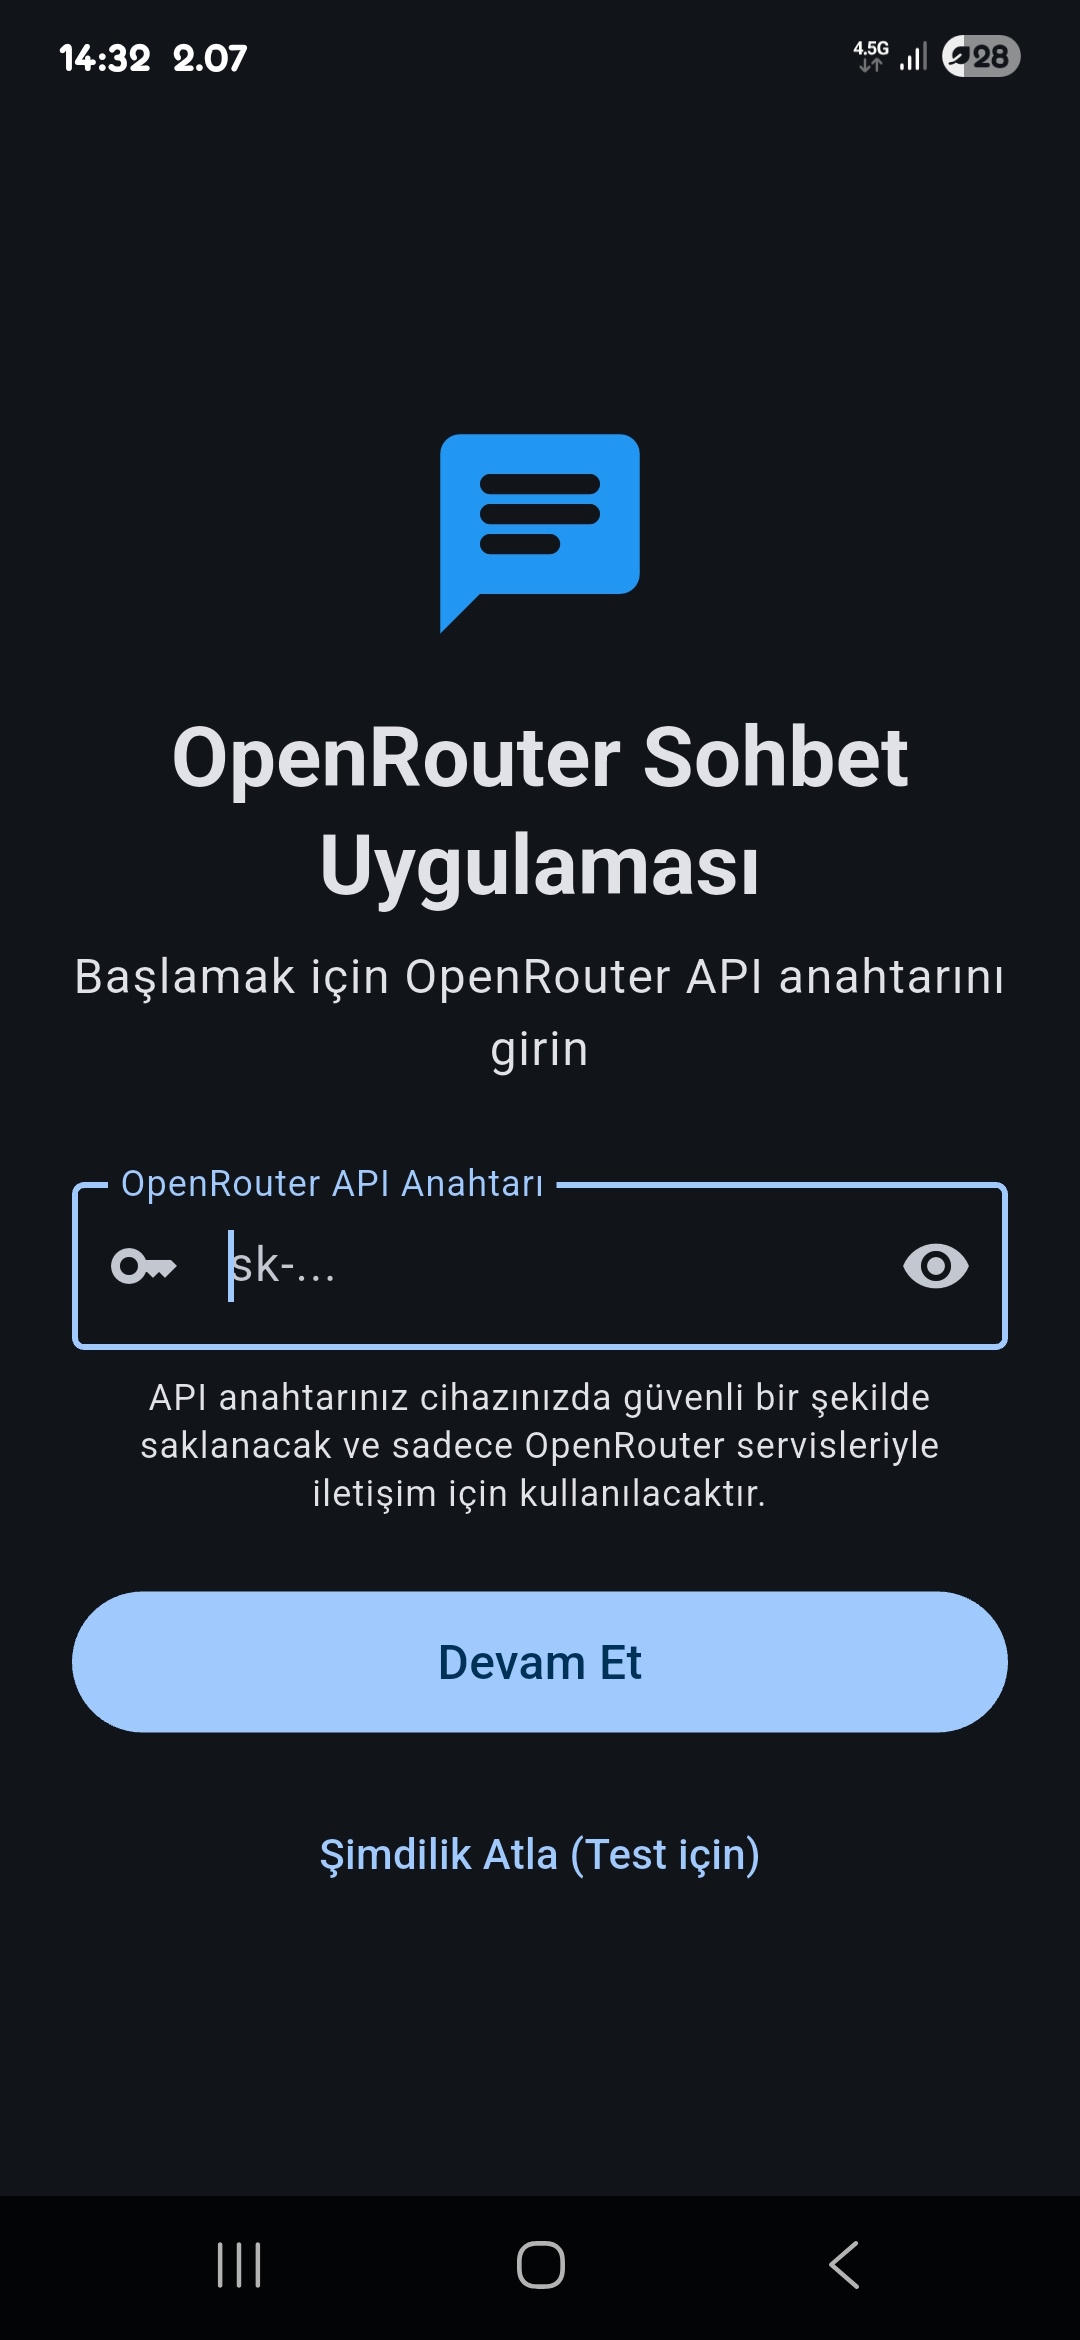 14:32 2.07
4.5G
28
OpenRouter Sohbet
Uygulaması
Başlamak için OpenRouter API anahtarını
girin
OpenRouter API Anahtarı
sk-...
API anahtarınız cihazınızda güvenli bir şekilde
saklanacak ve sadece OpenRouter servisleriyle
iletişim için kullanılacaktır.
Devam Et
Şimdilik Atla (Test için)